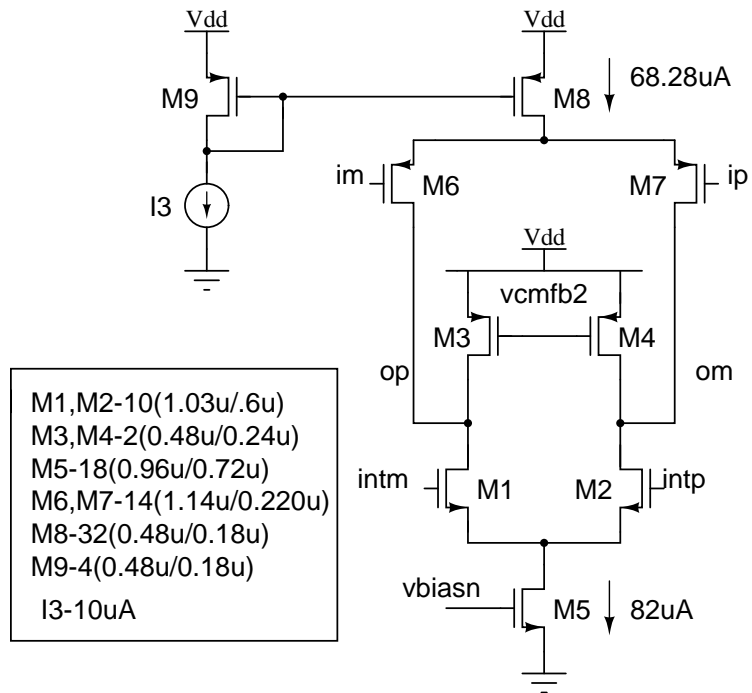 Vdd
Vdd
M9
M8
68.28uA
im
M6
M7
ip
I3
Vdd
vcmfb2
M3
M4
op
om
M1,M2-10(1.03u/.6u)
M3,M4-2(0.48u/0.24u)
M5-18(0.96u/0.72u)
M6,M7-14(1.14u/0.220u)
M8-32(0.48u/0.18u)
M9-4(0.48u/0.18u)
I3-10uA
intm
M1
M2
intp
vbiasn
M5
82uA